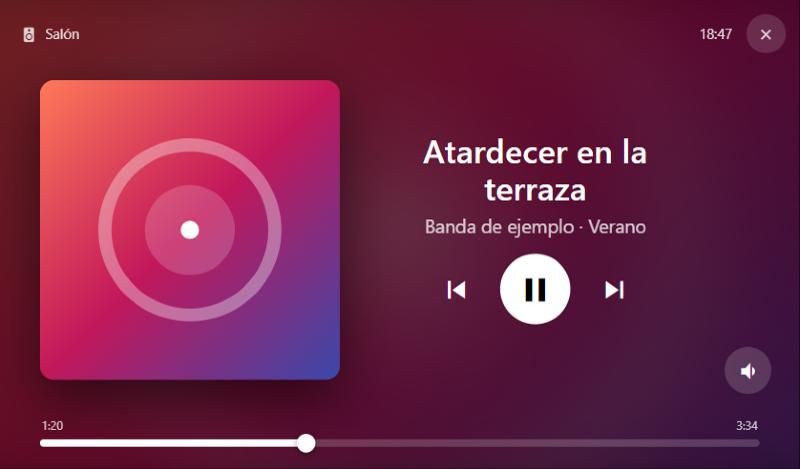 Salón
18:47
Atardecer en la
terraza
Banda de ejemplo · Verano
1:20
3:34